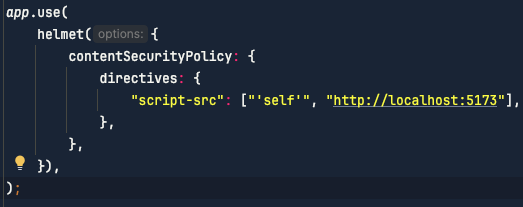 app.use(
helmet( options: {
contentSecurityPolicy: {
directives: {
"script-src": ["'self'", "http://localhost:5173"],
},
},
}),
);